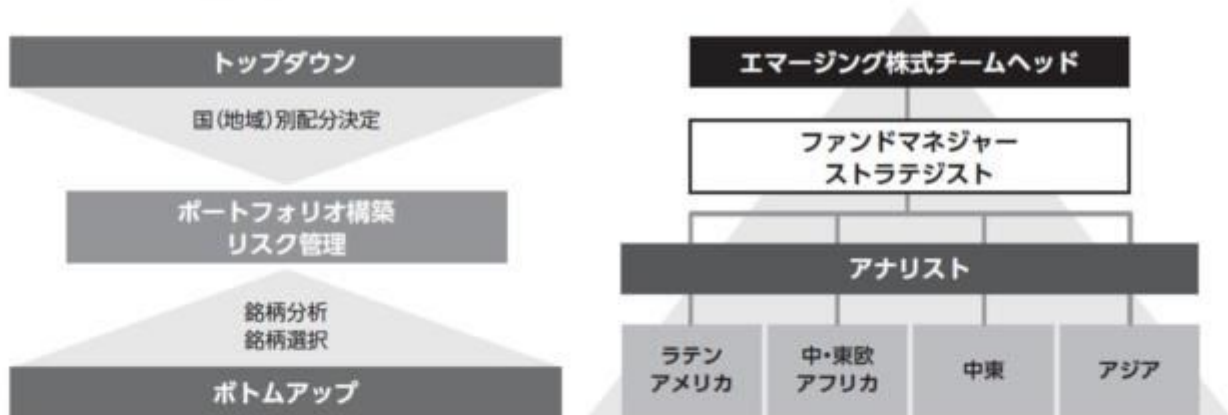 トップダウン
国(地域)別配分決定
ポートフォリオ構築
リスク管理
銘柄分析
銘柄選択
ボトムアップ
エマージング株式チームヘッド
ファンドマネジャー
ストラテジスト
アナリスト
ラテン
アメリカ
中・東欧
アフリカ
中東
アジア